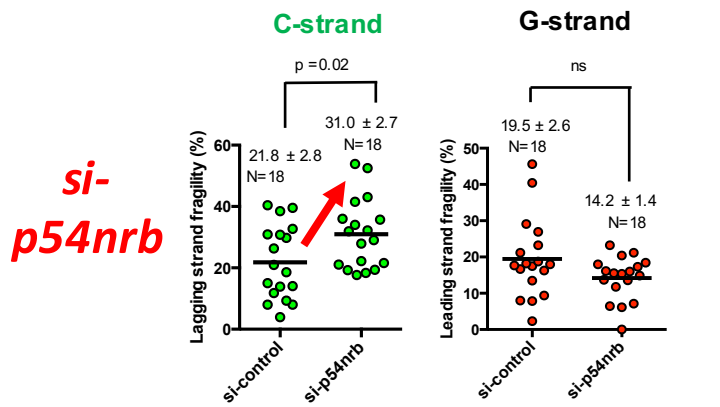 C-strand
G-strand
p =0.02
ns
si-
p54nrb
Lagging strand fragility (%)
60
40
20
0
21.8 ± 2.8
N=18
31.0 ± 2.7
N=18
si-control
si-p54nrb
Leading strand fragility (%)
50
40
30
20
10
0
19.5 ± 2.6
N=18
14.2 ± 1.4
N=18
si-control
si-p54nrb